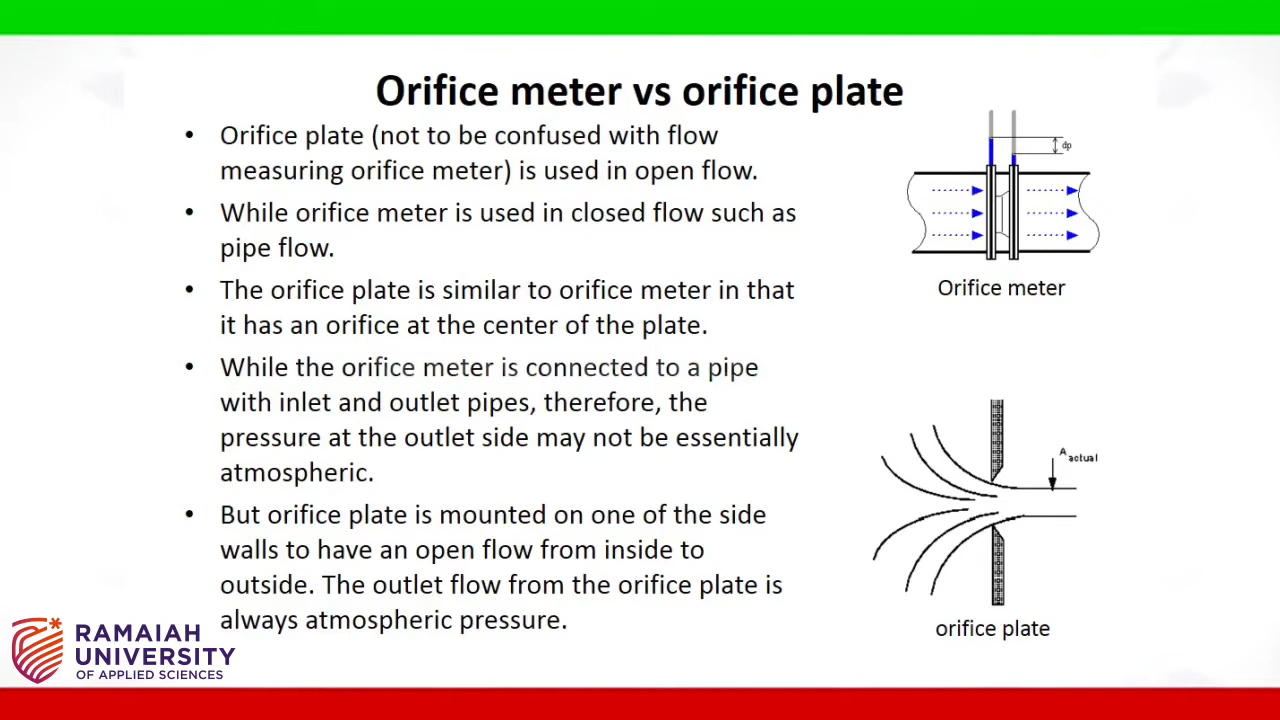 Orifice meter vs orifice plate
• Orifice plate (not to be confused with flow
measuring orifice meter) is used in open flow.
• While orifice meter is used in closed flow such as
pipe flow.
• The orifice plate is similar to orifice meter in that
it has an orifice at the center of the plate.
• While the orifice meter is connected to a pipe
with inlet and outlet pipes, therefore, the
pressure at the outlet side may not be essentially
atmospheric.
• But orifice plate is mounted on one of the side
walls to have an open flow from inside to
outside. The outlet flow from the orifice plate is
always atmospheric pressure.
dp
Orifice meter
A actual
orifice plate
RAMAIAH
UNIVERSITY
OF APPLIED SCIENCES